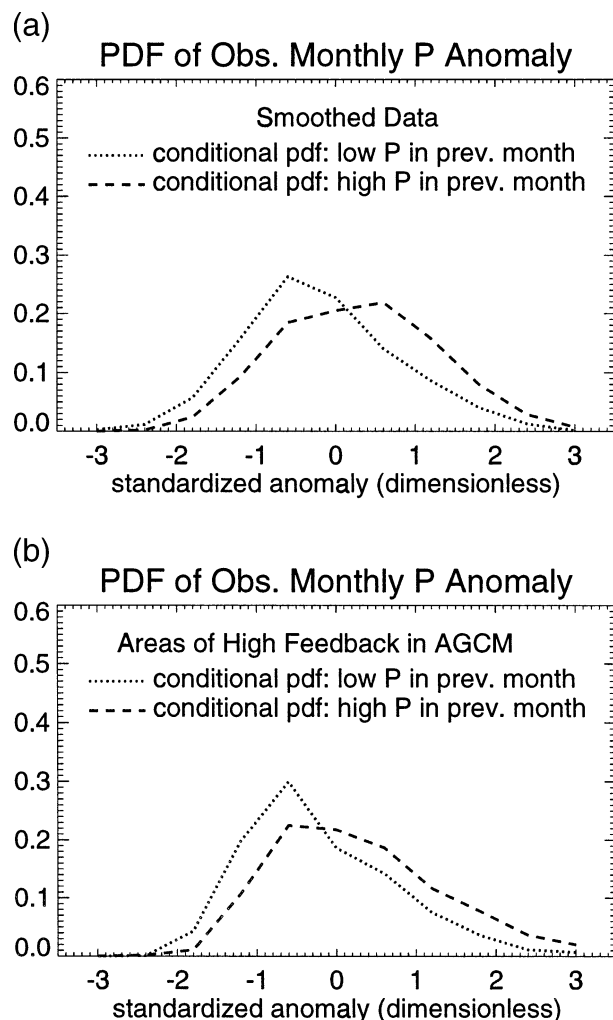 (a)
PDF of Obs. Monthly P Anomaly
0.6
Smoothed Data
conditional pdf: low P in prev. month
0.5
conditional pdf: high P in prev. month
0.4
0.3
0.2
0.1
0.0
-3 -2 -1 0 1 2 3
standardized anomaly (dimensionless)
(b)
PDF of Obs. Monthly P Anomaly
0.6
Areas of High Feedback in AGCM
conditional pdf: low P in prev. month
0.5
conditional pdf: high P in prev. month
0.4
0.3
0.2
0.1
0.0
-3 -2 -1 0 1 2 3
standardized anomaly (dimensionless)